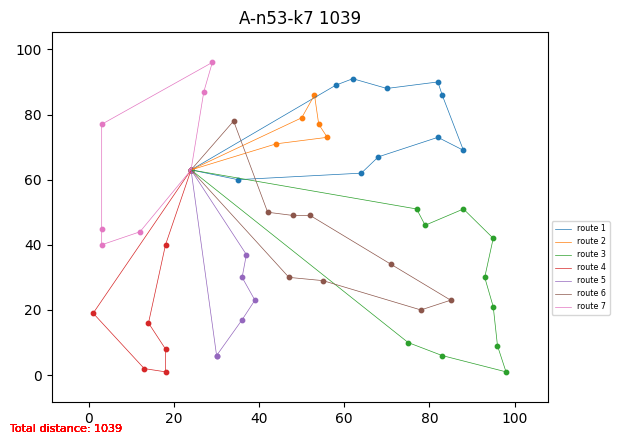 A-n53-k7 1039
100
80
60
40
20
0
0 20 40 60 80 100
route 1
route 2
route 3
route 4
route 5
route 6
route 7
Total distance: 1039